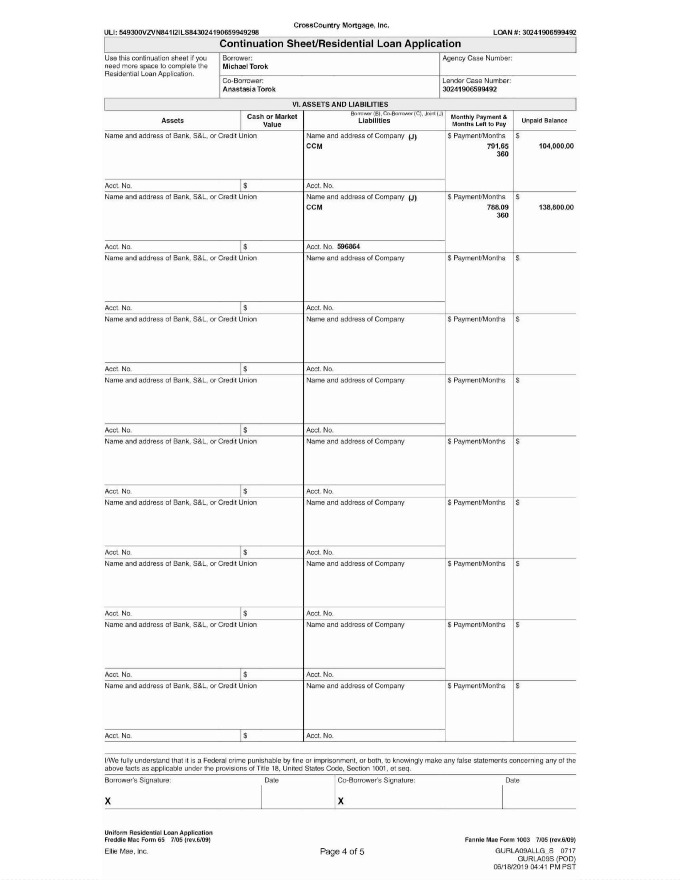 CrossCountry Mortgage, Inc.
ULI: 549300VZVN841I2ILS84302419065994929​8 LOAN #: 30241906599492
Continuation Sheet/Residential Loan Application
Use this continuation sheet if you need more space to complete the Residential Loan Application.
Borrower:
Michael Torok
Agency Case Number:
Co-Borrower:
Anastasia Torok
Lender Case Number:
30241906599492
VI. ASSETS AND LIABILITIES
Assets
Cash or Market Value
Borrower (B), Co-Borrower (C), Joint (J)
Liabilities
Monthly Payment & Months Left to Pay
Unpaid Balance
Name and address of Bank, S&L, or Credit Union Name and address of Company (J) $ Payment/Months $
CCM 791.65 104,000.00
360
Acct. No. $ Acct. No.
Name and address of Bank, S&L, or Credit Union Name and address of Company (J) $ Payment/Months $
CCM 788.09 138,800.00
360
Acct. No. $ Acct. No. 596864
Name and address of Bank, S&L, or Credit Union Name and address of Company $ Payment/Months $
Acct. No. $ Acct. No.
Name and address of Bank, S&L, or Credit Union Name and address of Company $ Payment/Months $
Acct. No. $ Acct. No.
Name and address of Bank, S&L, or Credit Union Name and address of Company $ Payment/Months $
Acct. No. $ Acct. No.
Name and address of Bank, S&L, or Credit Union Name and address of Company $ Payment/Months $
Acct. No. $ Acct. No.
Name and address of Bank, S&L, or Credit Union Name and address of Company $ Payment/Months $
Acct. No. $ Acct. No.
Name and address of Bank, S&L, or Credit Union Name and address of Company $ Payment/Months $
Acct. No. $ Acct. No.
Name and address of Bank, S&L, or Credit Union Name and address of Company $ Payment/Months $
Acct. No. $ Acct. No.
Name and address of Bank, S&L, or Credit Union Name and address of Company $ Payment/Months $
Acct. No. $ Acct. No.
I/We fully understand that it is a Federal crime punishable by fine or imprisonment, or both, to knowingly make any false statements concerning any of the
above facts as applicable under the provisions of Title 18, United States Code, Section 1001, et seq.
Borrower's Signature: Date Co-Borrower's Signature: Date
X X
Uniform Residential Loan Application
Freddie Mac Form 65 7/05 (rev.6/09) Fannie Mae Form 1003 7/05 (rev.6/09)
Ellie Mae, Inc. Page 4 of 5 GURLA09ALLG_S 0717
GURLA09S (POD)
06/18/2019 04:41 PM PST